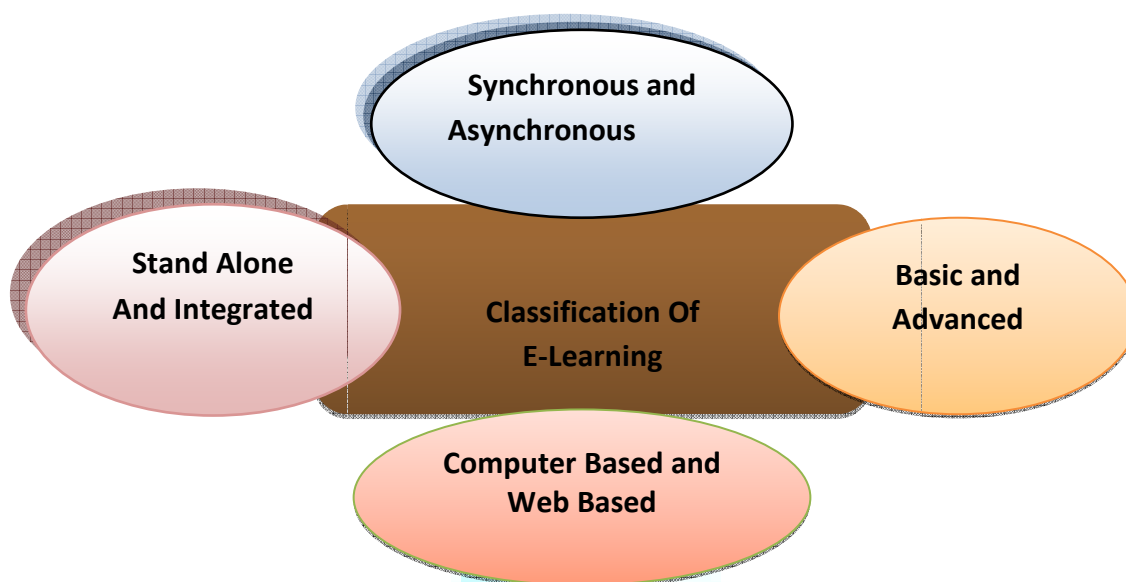 Synchronous and
Asynchronous
Stand Alone
And Integrated
Classification Of
E-Learning
Basic and
Advanced
Computer Based and
Web Based